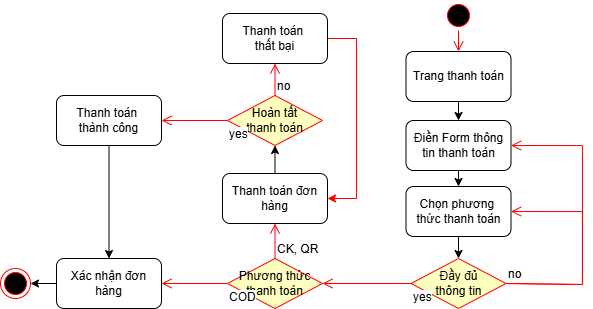 Thanh toán
thất bại
Trang thanh toán
no
Thanh toán
thành công
Hoàn tất
thanh toán
yes
Điền Form thông
tin thanh toán
Thanh toán đơn
hàng
Chọn phương
thức thanh toán
CK, QR
Xác nhận đơn
hàng
Phương thức
thanh toán
COD
Đầy đủ
thông tin
yes
no